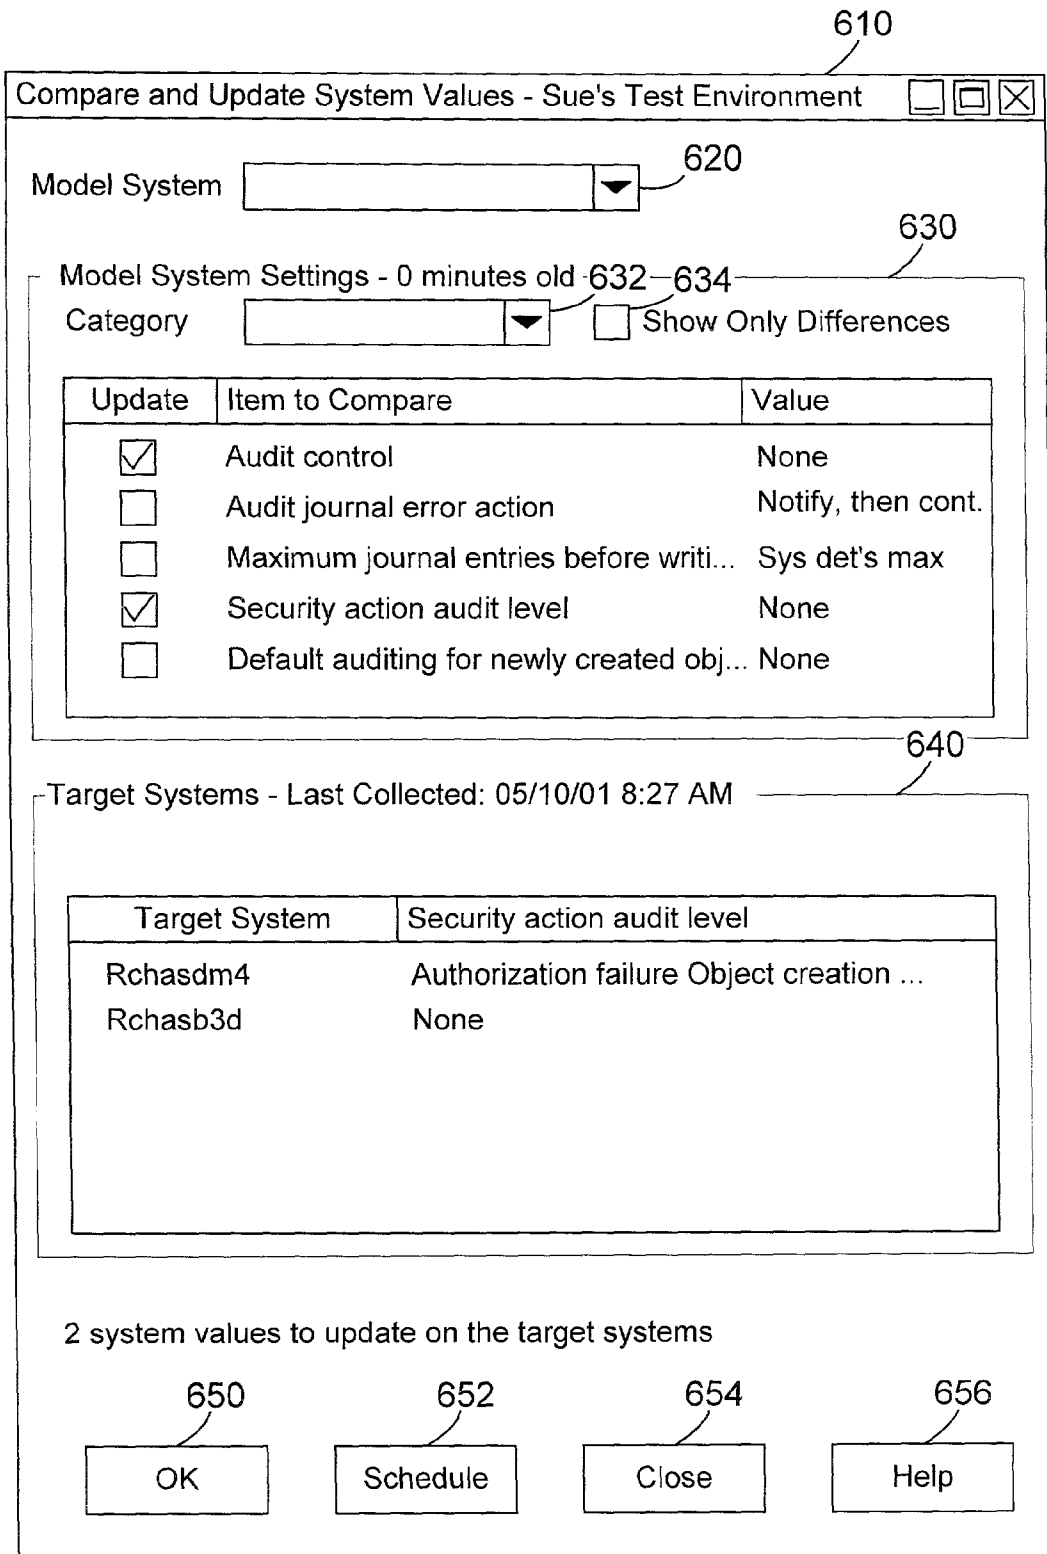 610
Compare and Update System Values - Sue's Test Environment
620
Model System
630
Model System Settings - 0 minutes old 632 634
Category Show Only Differences
Update Item to Compare Value
Audit control None
Audit journal error action Notify, then cont.
Maximum journal entries before writi... Sys det's max
Security action audit level None
Default auditing for newly created obj... None
640
Target Systems - Last Collected: 05/10/01 8:27 AM
Target System Security action audit level
Rchasdm4 Authorization failure Object creation ...
Rchasb3d None
2 system values to update on the target systems
650 652 654 656
OK Schedule Close Help